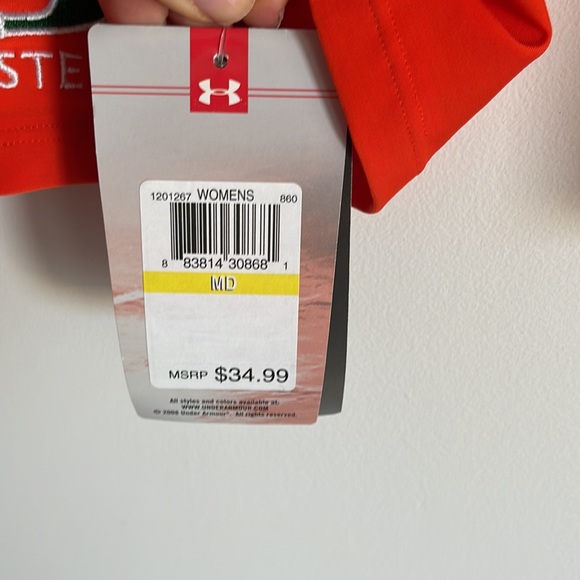 STE
1201267 WOMENS 860
8 83814 30868 1
MD
MSRP $34.99
All styles and colors available at:
WWW.UNDERARMOUR.COM
© 2008 Under Armour®. All rights reserved.